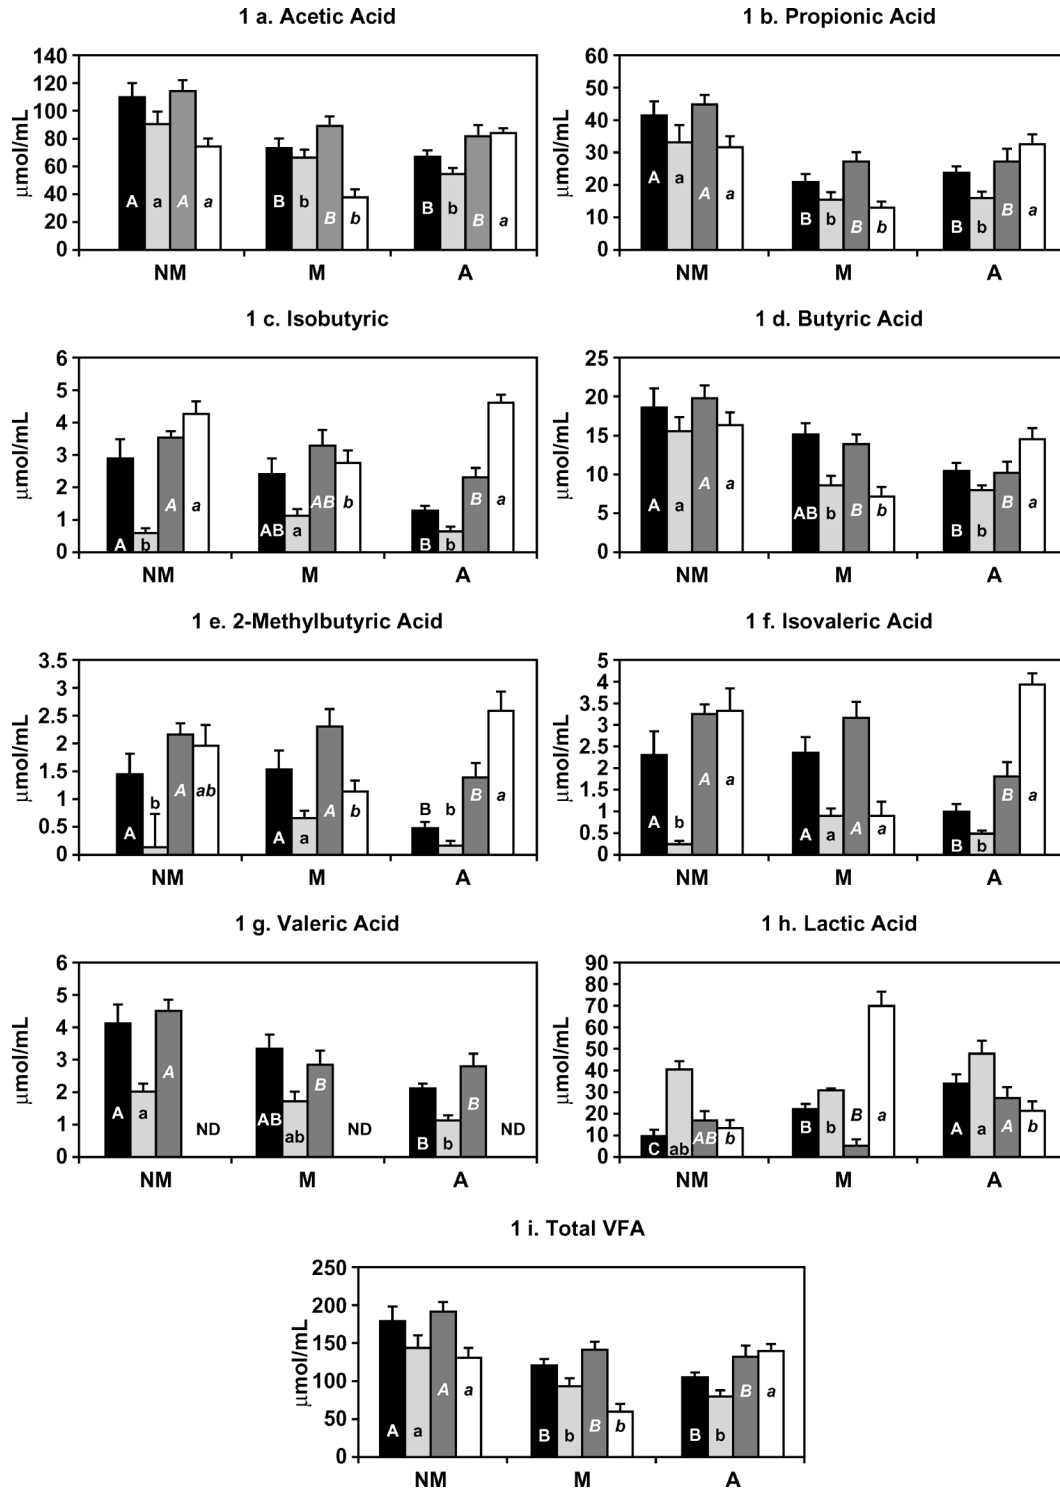 1 a. Acetic Acid
μmol/mL
140
120
100
80
60
40
20
0
A a A a
B b B b
B b B a
NM M A
1 b. Propionic Acid
μmol/mL
60
50
40
30
20
10
0
A a A a
B b B b
B b B a
NM M A
1 c. Isobutyric
μmol/mL
6
5
4
3
2
1
0
A b A a
AB a AB b
B b B a
NM M A
1 d. Butyric Acid
μmol/mL
25
20
15
10
5
0
A a A a
AB b B b
B b B a
NM M A
1 e. 2-Methylbutyric Acid
μmol/mL
3.5
3
2.5
2
1.5
1
0.5
0
A b A ab
A a A b
B b B a
NM M A
1 f. Isovaleric Acid
μmol/mL
5
4
3.5
2.5
2
1
0.5
0
A b A a
A a A a
B b B a
NM M A
1 g. Valeric Acid
μmol/mL
6
5
4
3
2
1
0
A a A ND
AB ab B ND
B b B ND
NM M A
1 h. Lactic Acid
μmol/mL
90
80
70
60
50
40
30
20
10
0
C ab AB b
B b B a
A a A b
NM M A
1 i. Total VFA
μmol/mL
250
200
150
100
50
0
A a A a
B b B b
B b B a
NM M A